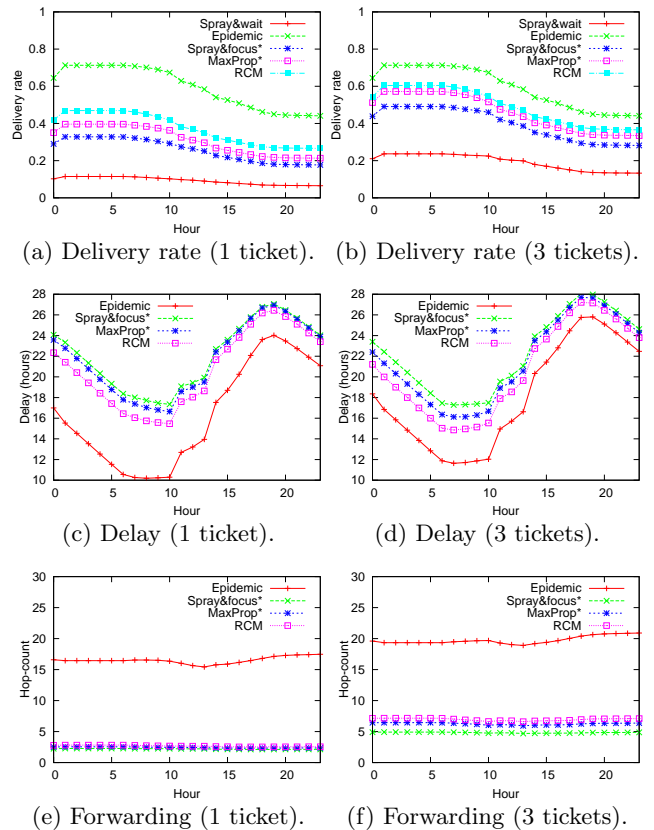 Spray&wait
Epidemic
Spray&focus*
MaxProp*
RCM
Delivery rate
1
0.8
0.6
0.4
0.2
0
0 5 10 15 20
Hour
(a) Delivery rate (1 ticket).
Spray&wait
Epidemic
Spray&focus*
MaxProp*
RCM
Delivery rate
1
0.8
0.6
0.4
0.2
0
0 5 10 15 20
Hour
(b) Delivery rate (3 tickets).
Epidemic
Spray&focus*
MaxProp*
RCM
Delay (hours)
28
26
24
22
20
18
16
14
12
10
0 5 10 15 20
Hour
(c) Delay (1 ticket).
Epidemic
Spray&focus*
MaxProp*
RCM
Delay (hours)
28
26
24
22
20
18
16
14
12
10
0 5 10 15 20
Hour
(d) Delay (3 tickets).
Epidemic
Spray&focus*
MaxProp*
RCM
Hop-count
30
25
20
15
10
5
0
0 5 10 15 20
Hour
(e) Forwarding (1 ticket).
Epidemic
Spray&focus*
MaxProp*
RCM
Hop-count
30
25
20
15
10
5
0
0 5 10 15 20
Hour
(f) Forwarding (3 tickets).